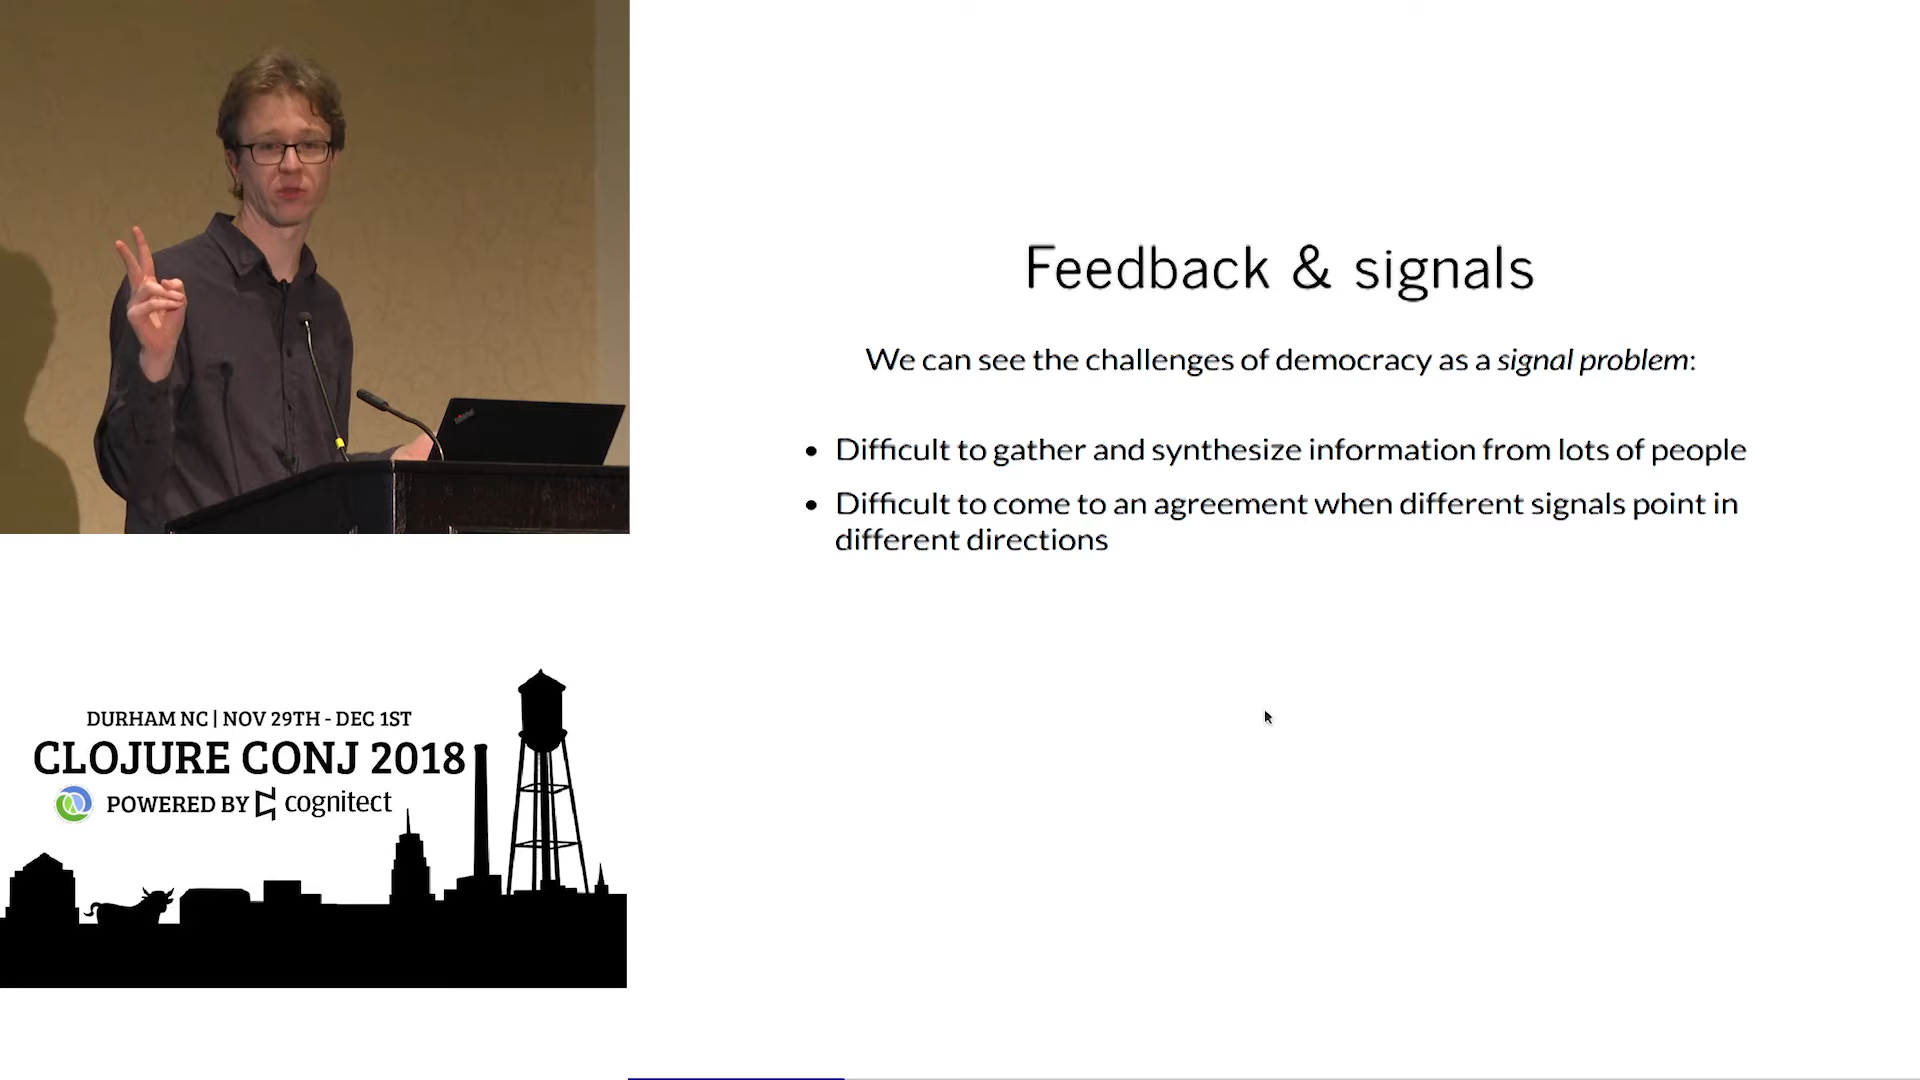 Feedback & signals
We can see the challenges of democracy as a signal problem:
• Difficult to gather and synthesize information from lots of people
• Difficult to come to an agreement when different signals point in
different directions
DURHAM NC | NOV 29TH - DEC 1ST
CLOJURE CONJ 2018
POWERED BY cognitect